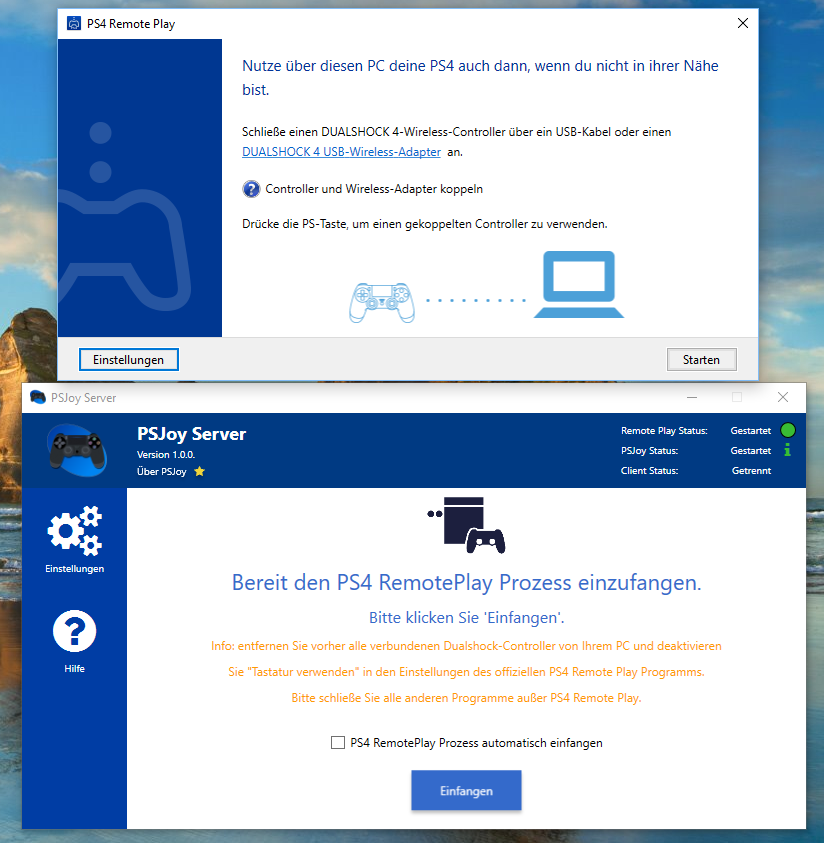 PS4 Remote Play
Nutze über diesen PC deine PS4 auch dann, wenn du nicht in ihrer Nähe
bist.
Schließe einen DUALSHOCK 4-Wireless-Controller über ein USB-Kabel oder einen
DUALSHOCK 4 USB-Wireless-Adapter an.
? Controller und Wireless-Adapter koppeln
Drücke die PS-Taste, um einen gekoppelten Controller zu verwenden.
Einstellungen
Starten
PSJoy Server
PSJoy Server
Version 1.0.0.
Über PSJoy
Remote Play Status: Gestartet
PSJoy Status: Gestartet
Client Status: Getrennt
Einstellungen
?
Hilfe
Bereit den PS4 RemotePlay Prozess einzufangen.
Bitte klicken Sie 'Einfangen'.
Info: entfernen Sie vorher alle verbundenen Dualshock-Controller von Ihrem PC und deaktivieren
Sie "Tastatur verwenden" in den Einstellungen des offiziellen PS4 Remote Play Programms.
Bitte schließe Sie alle anderen Programme außer PS4 Remote Play.
PS4 RemotePlay Prozess automatisch einfangen
Einfangen